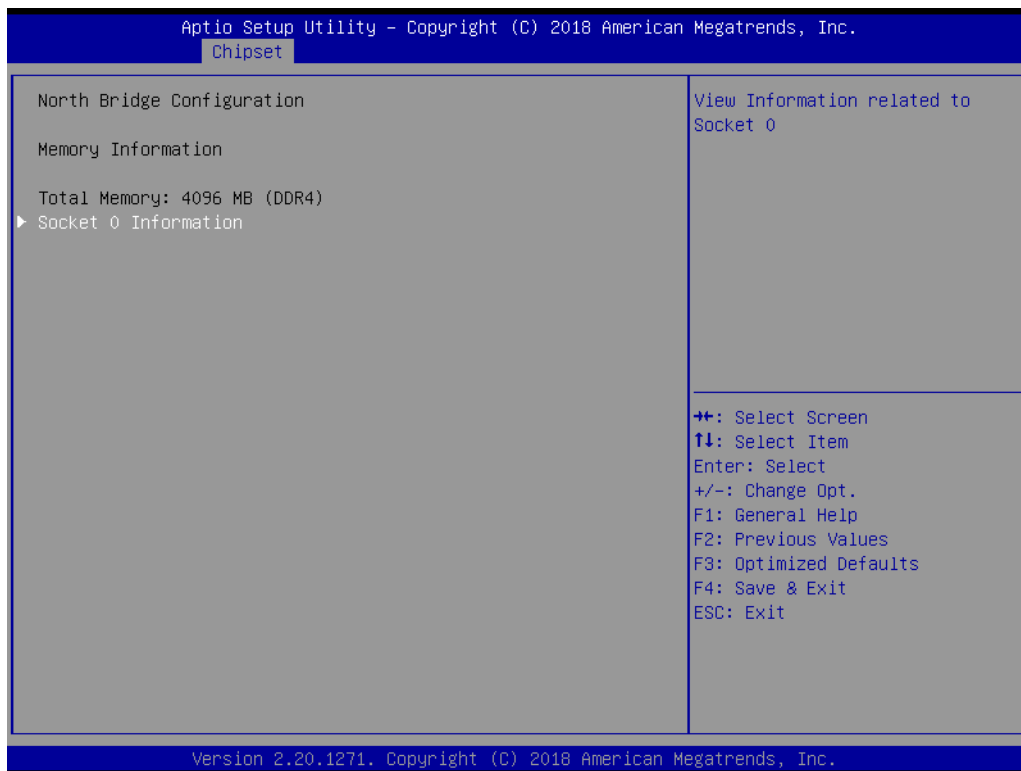 Aptio Setup Utility – Copyright (C) 2018 American Megatrends, Inc.
Chipset
North Bridge Configuration
Memory Information
Total Memory: 4096 MB (DDR4)
Socket 0 Information
View Information related to
Socket 0
→←: Select Screen
↑↓: Select Item
Enter: Select
+/-: Change Opt.
F1: General Help
F2: Previous Values
F3: Optimized Defaults
F4: Save & Exit
ESC: Exit
Version 2.20.1271. Copyright (C) 2018 American Megatrends, Inc.